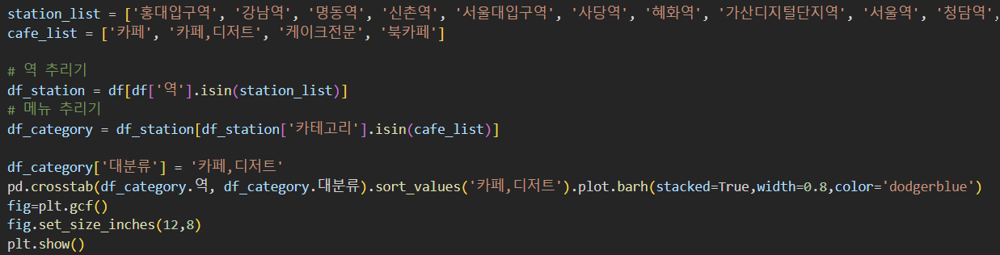 station_list = ['홍대입구역', '강남역', '명동역', '신촌역', '서울대입구역', '사당역', '혜화역', '가산디지털단지역', '서울역', '청담역',
cafe_list = ['카페', '카페,디저트', '케이크전문', '북카페']
# 역 추리기
df_station = df[df['역'].isin(station_list)]
# 메뉴 추리기
df_category = df_station[df_station['카테고리'].isin(cafe_list)]
df_category['대분류'] = '카페,디저트'
pd.crosstab(df_category.역, df_category.대분류).sort_values('카페,디저트').plot.barh(stacked=True,width=0.8,color='dodgerblue')
fig=plt.gcf()
fig.set_size_inches(12,8)
plt.show()